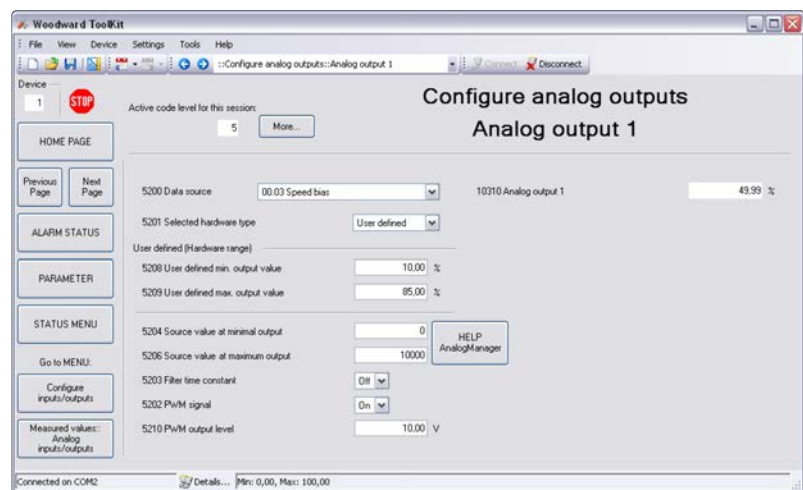 Woodward ToolKit
File View Device Settings Tools Help
::Configure analog outputs::Analog output 1
Connect Disconnect
Device
1 STOP
Active code level for this session:
5 More...
Configure analog outputs
Analog output 1
HOME PAGE
Previous Page
Next Page
ALARM STATUS
PARAMETER
STATUS MENU
Go to MENU:
Configure inputs/outputs
Measured values:: Analog inputs/outputs
5200 Data source 00.03 Speed bias
10310 Analog output 1 49,99 %
5201 Selected hardware type User defined
User defined (Hardware range)
5208 User defined min. output value 10,00 %
5209 User defined max. output value 85,00 %
5204 Source value at minimal output 0
5206 Source value at maximum output 10000
HELP AnalogManager
5203 Filter time constant Off
5202 PWM signal On
5210 PWM output level 10,00 V
Connected on COM2 Details... Min: 0,00, Max: 100,00